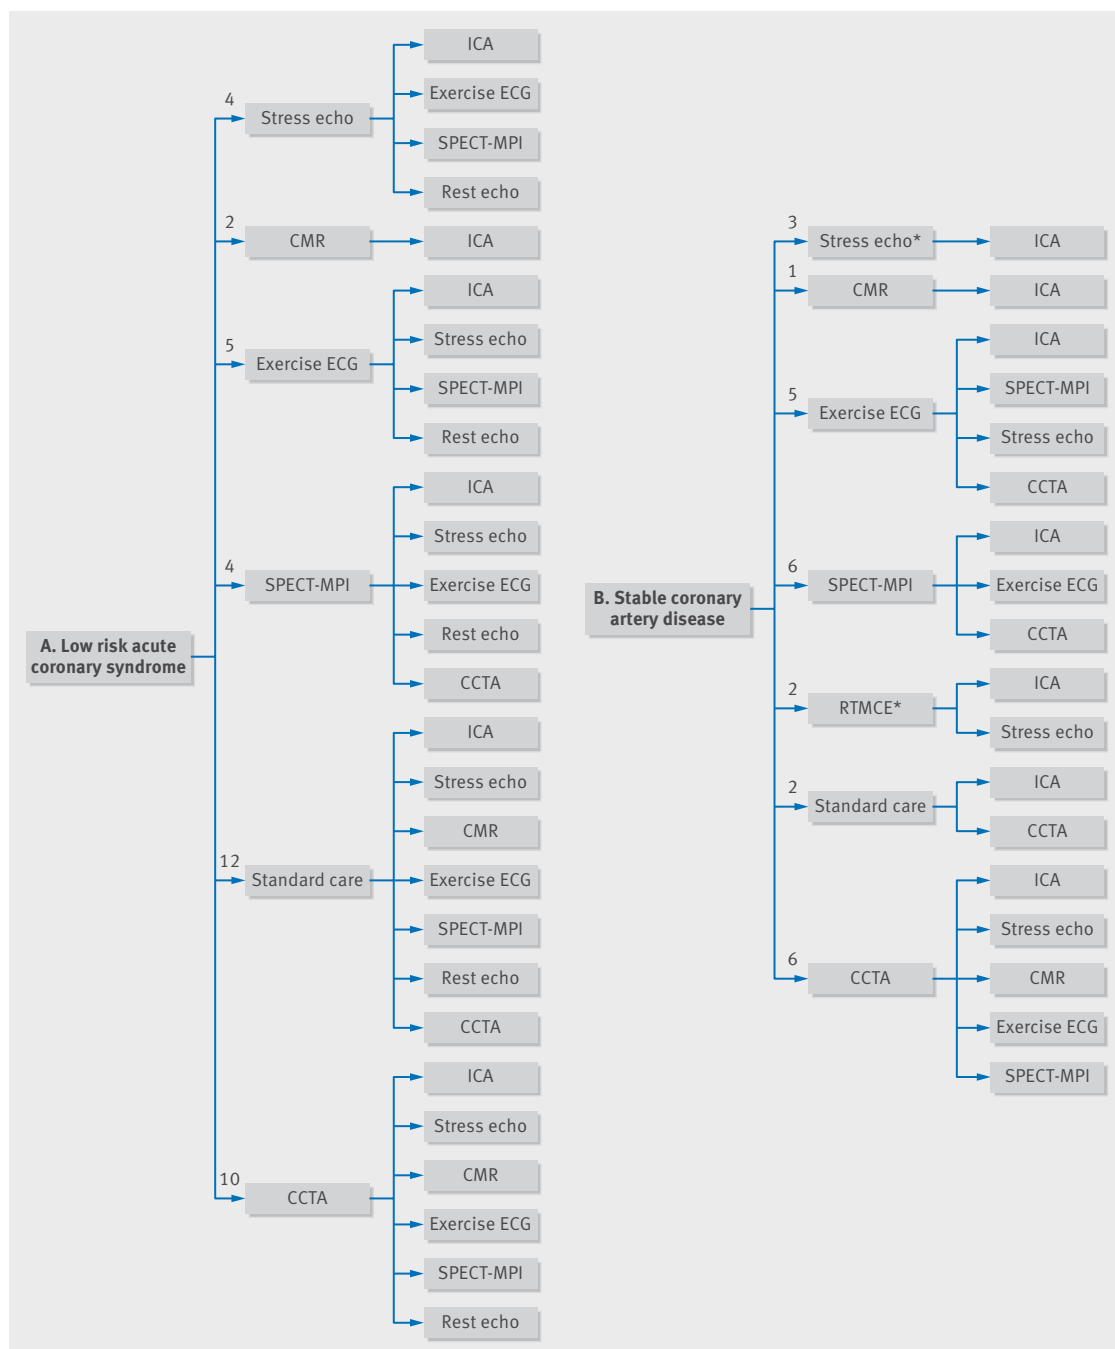 A. Low risk acute
coronary syndrome
4
Stress echo
ICA
Exercise ECG
SPECT-MPI
Rest echo
2
CMR
ICA
5
Exercise ECG
ICA
Stress echo
SPECT-MPI
Rest echo
4
SPECT-MPI
ICA
Stress echo
Exercise ECG
Rest echo
CCTA
12
Standard care
ICA
Stress echo
CMR
Exercise ECG
SPECT-MPI
Rest echo
CCTA
10
CCTA
ICA
Stress echo
CMR
Exercise ECG
SPECT-MPI
Rest echo
B. Stable coronary
artery disease
3
Stress echo*
ICA
1
CMR
ICA
5
Exercise ECG
ICA
SPECT-MPI
Stress echo
CCTA
6
SPECT-MPI
ICA
Exercise ECG
CCTA
2
RTMCE*
ICA
Stress echo
2
Standard care
ICA
CCTA
6
CCTA
ICA
Stress echo
CMR
Exercise ECG
SPECT-MPI